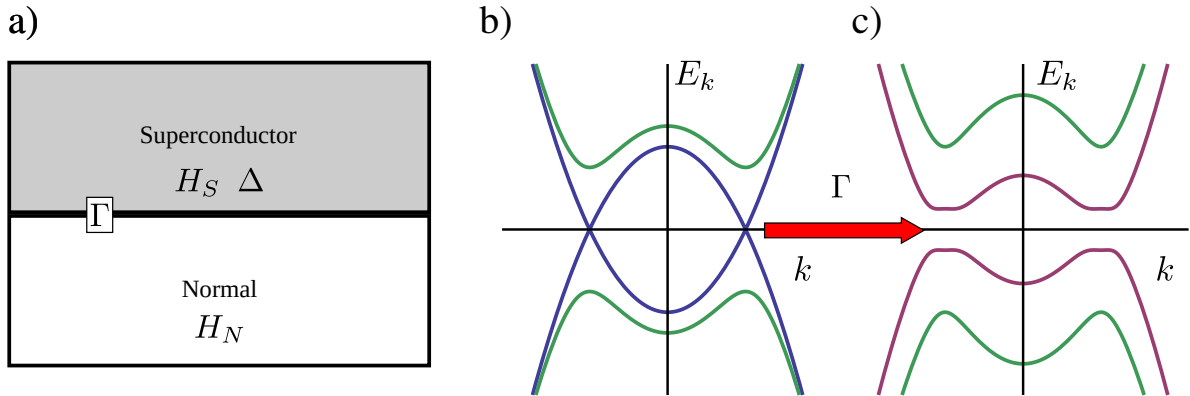 a)
Superconductor
H_S Δ
Γ
Normal
H_N
b)
E_k
k
Γ
c)
E_k
k